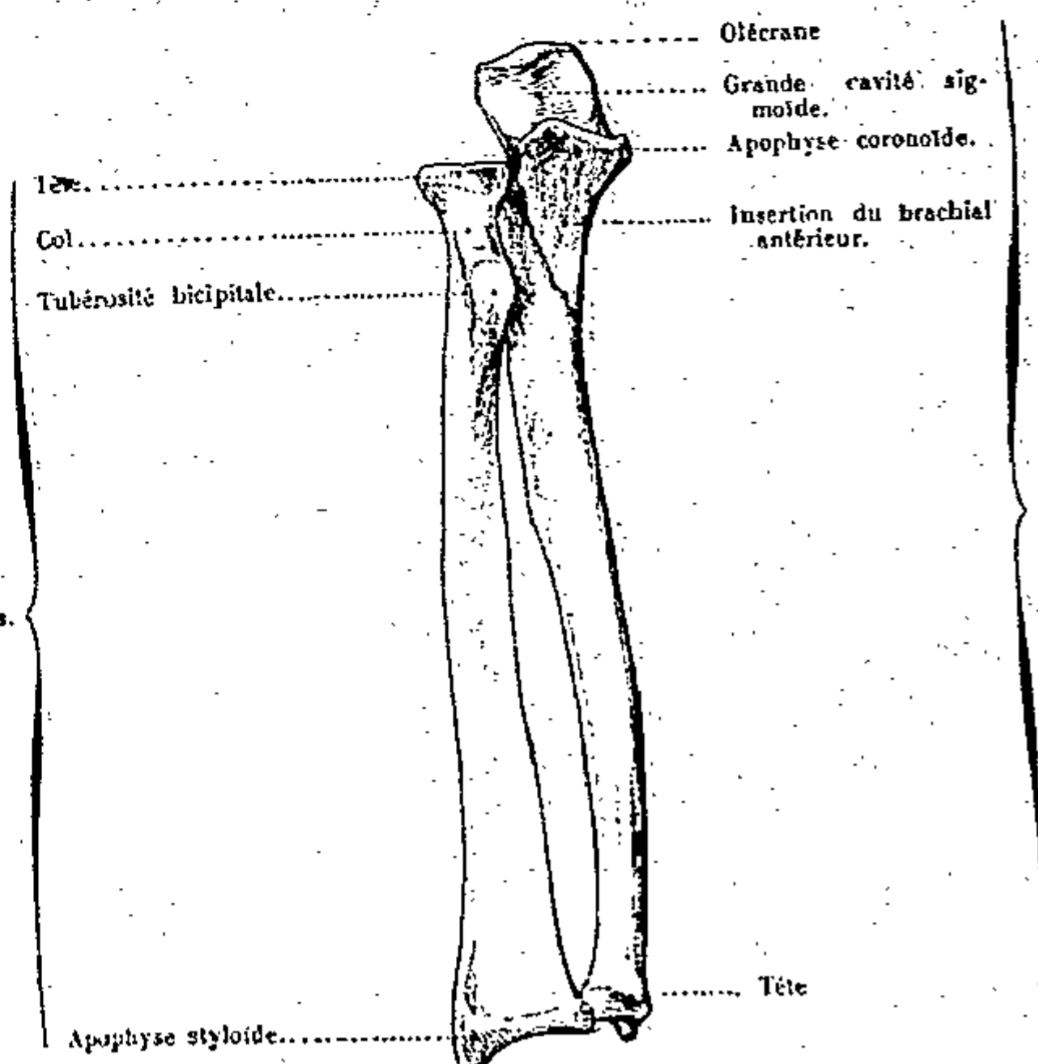 Olécrane
Grande cavité sig-
moïde.
Apophyse coronoïde.
Insertion du brachial
antérieur.
Tête
Col
Tubérosité bicipitale
s.
Tête
Apophyse styloïde